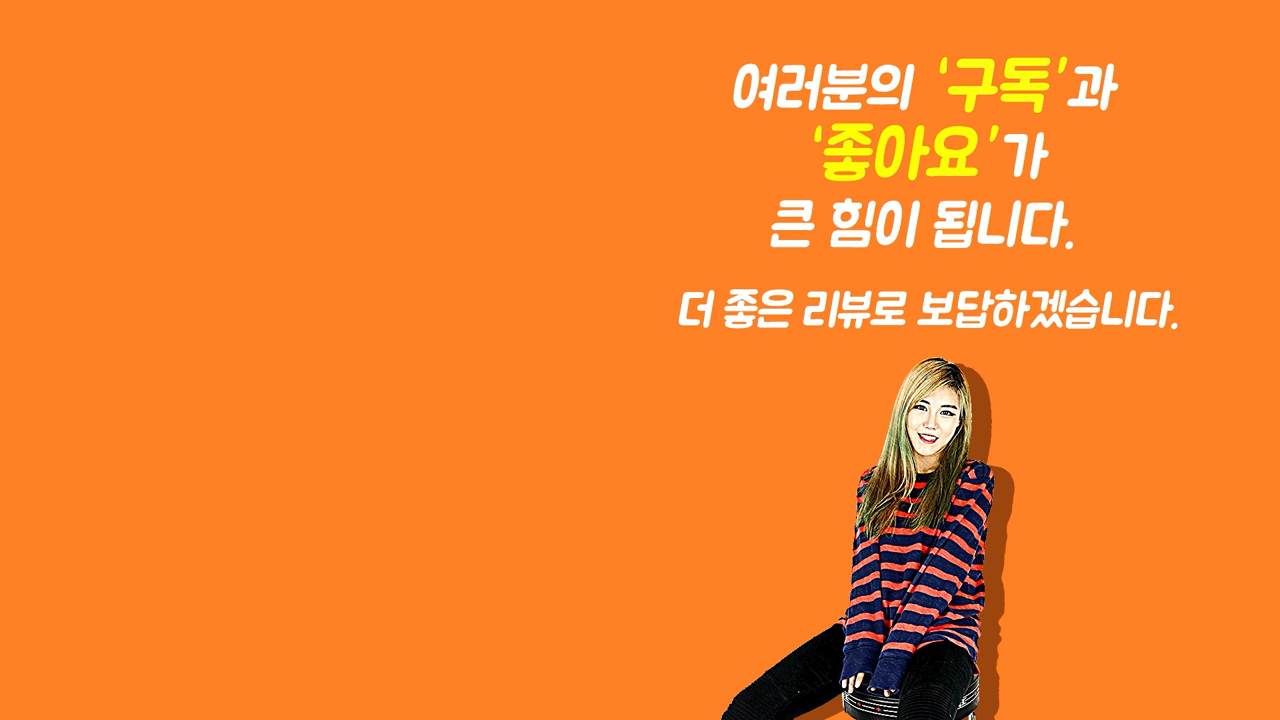 여러분의 '구독'과
'좋아요'가
큰 힘이 됩니다.
더 좋은 리뷰로 보답하겠습니다.